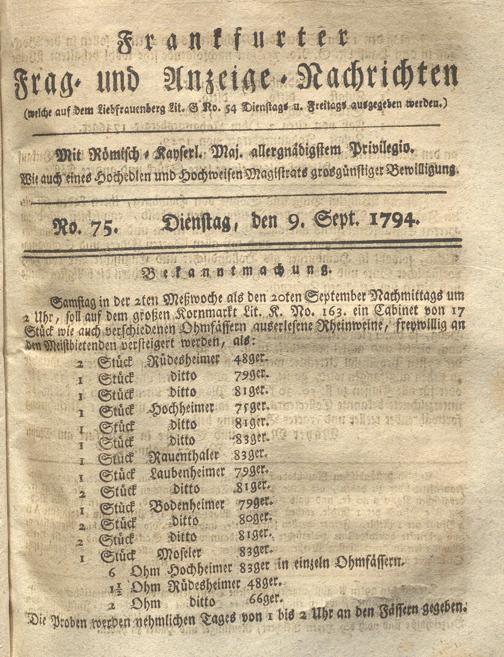 Frankfurter
Frag- und Anzeige-Nachrichten
(welche auf dem Liebfrauenberg Lit. G No. 54 Dienstags u. Freitags ausgegeben werden.)
Mit Römisch-Kayserl. Maj. allergnädigstem Privilegio.
Wie auch eines Hochedlen und Hochweisen Magistrats grosgünstiger Bewilligung.
No. 75. Dienstag, den 9. Sept. 1794.
Bekanntmachung.
Samstag in der 2ten Meßwoche als den 20ten September Nachmittags um
2 Uhr, soll auf dem großen Kornmarkt Lit. K. No. 163. ein Cabinet von 17
Stück wie auch verschiedenen Ohmfässern auserlesene Rheinweine, freywillig an
den Meistbietenden versteigert werden, als:
2 Stück Rüdesheimer 48ger.
1 Stück ditto 79ger.
1 Stück ditto 81ger.
1 Stück Hochheimer 75ger.
1 Stück ditto 81ger.
1 Stück ditto 83ger.
1 Stück Rauenthaler 83ger.
1 Stück Laubenheimer 79ger.
2 Stück ditto 81ger.
1 Stück Bodenheimer 79ger.
2 Stück ditto 80ger.
2 Stück ditto 81ger.
1 Stück Moseler 83ger.
6 Ohm Hochheimer 83ger in einzeln Ohmfässern.
1½ Ohm Rüdesheimer 48ger.
2 Ohm ditto 66ger.
Die Proben werden nehmlichen Tages von 1 bis 2 Uhr an den Fässern gegeben.